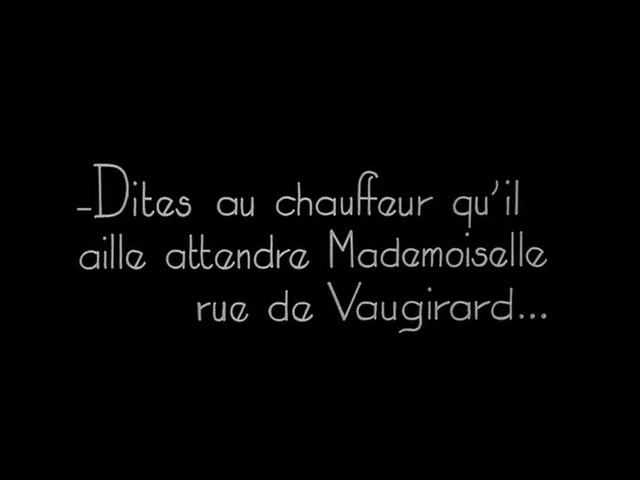 –Dites au chauffeur qu'il
aille attendre Mademoiselle
rue de Vaugirard...